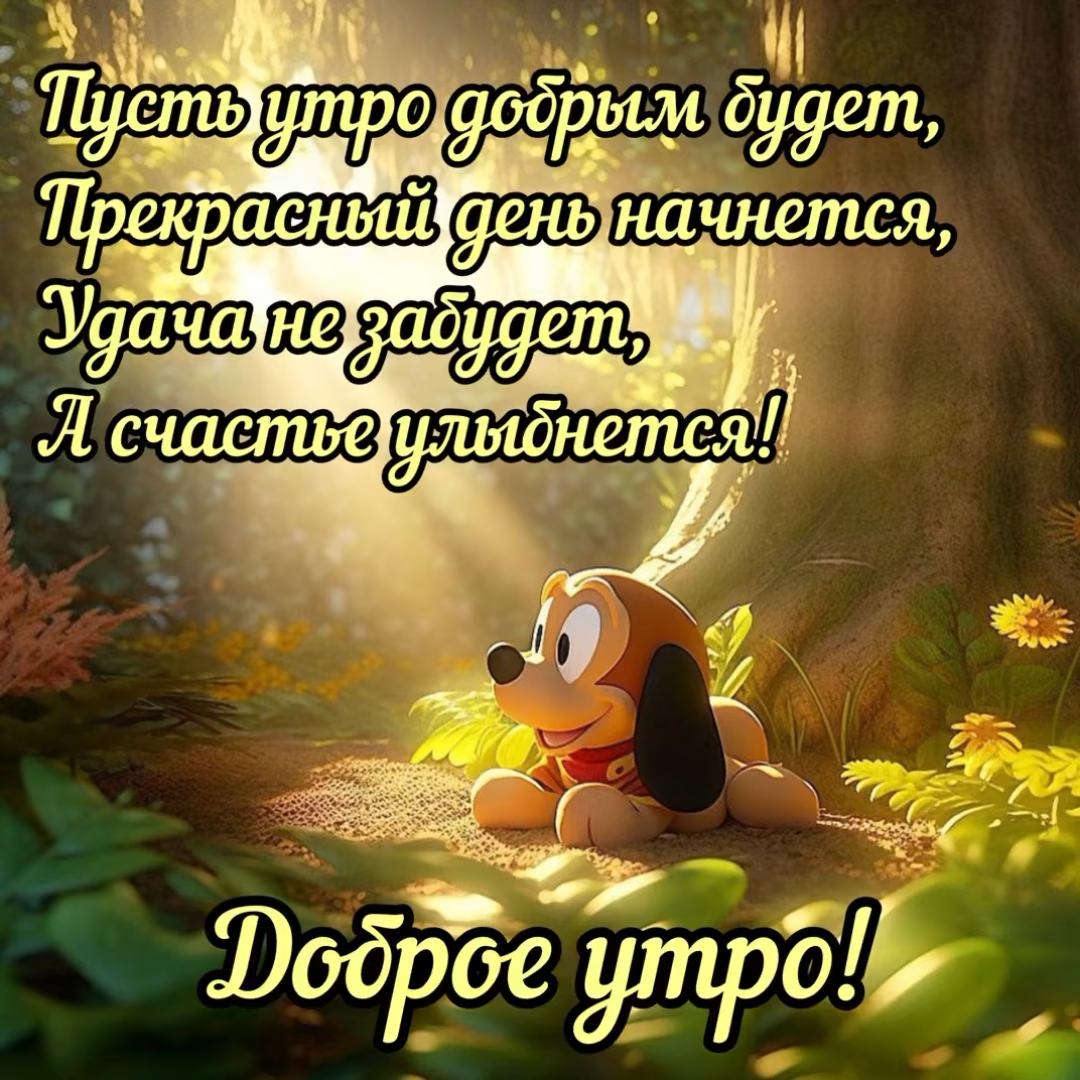 Пусть утро добрым будет,
Прекрасный день начнется,
Удача не забудет,
А счастье улыбнется!
Доброе утро!